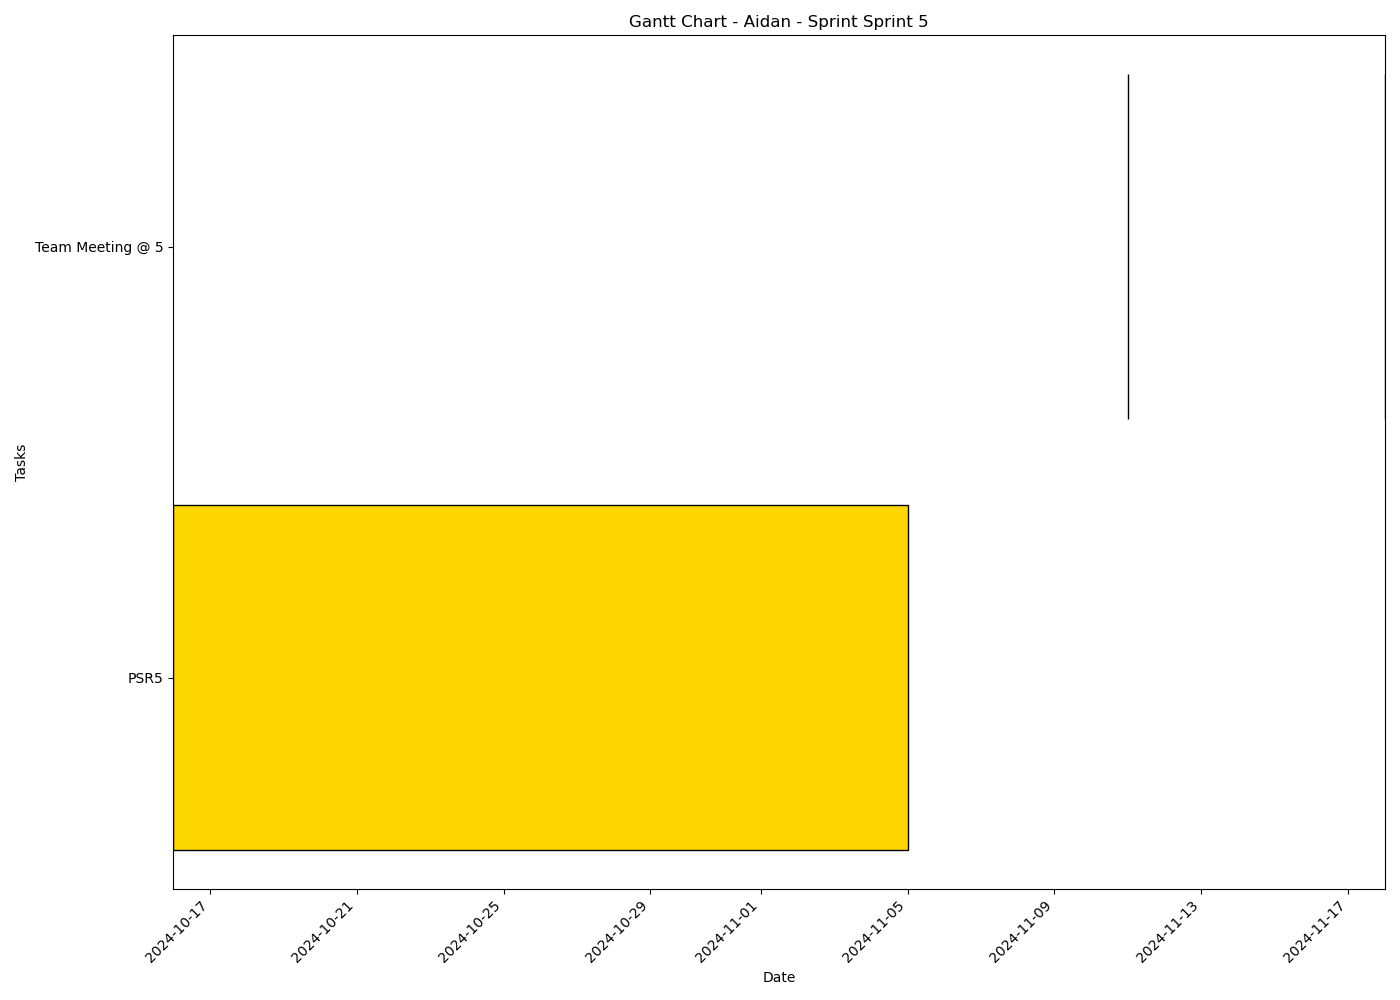 Gantt Chart - Aidan - Sprint Sprint 5
Team Meeting @ 5
Tasks
PSR5
2024-10-17
2024-10-21
2024-10-25
2024-10-29
2024-11-01
2024-11-05
2024-11-09
2024-11-13
2024-11-17
Date